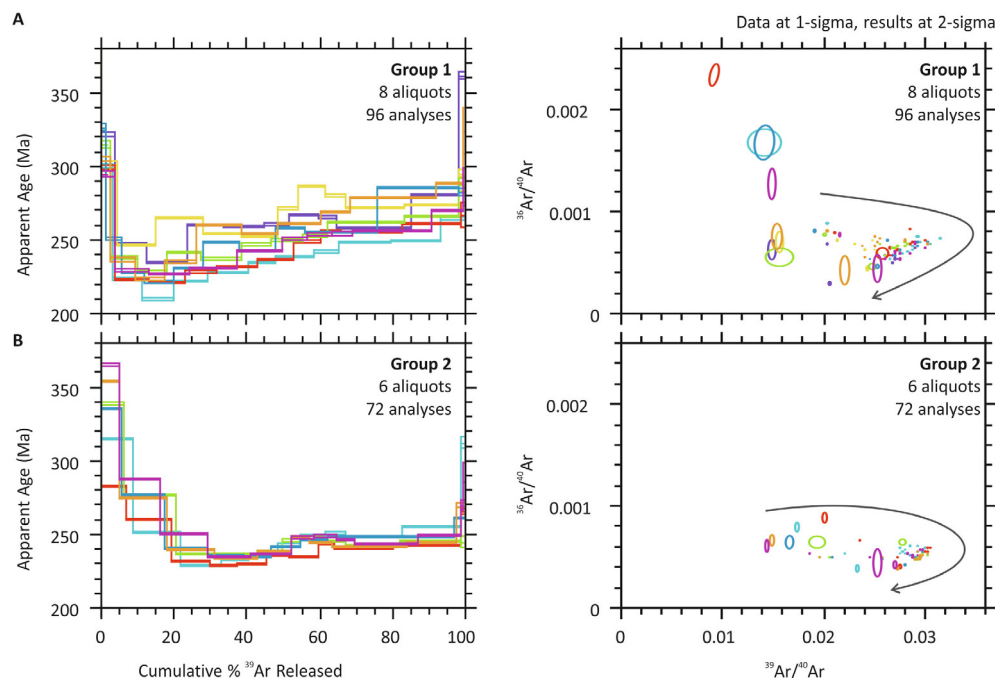 Data at 1-sigma, results at 2-sigma
A
Group 1
8 aliquots
96 analyses
350
300
250
200
Apparent Age (Ma)
Group 1
8 aliquots
96 analyses
0.002
0.001
0
³⁶Ar/⁴⁰Ar
B
Group 2
6 aliquots
72 analyses
350
300
250
200
Apparent Age (Ma)
0
20
40
60
80
100
Cumulative % ³⁹Ar Released
Group 2
6 aliquots
72 analyses
0.002
0.001
0
³⁶Ar/⁴⁰Ar
0
0.01
0.02
0.03
³⁹Ar/⁴⁰Ar